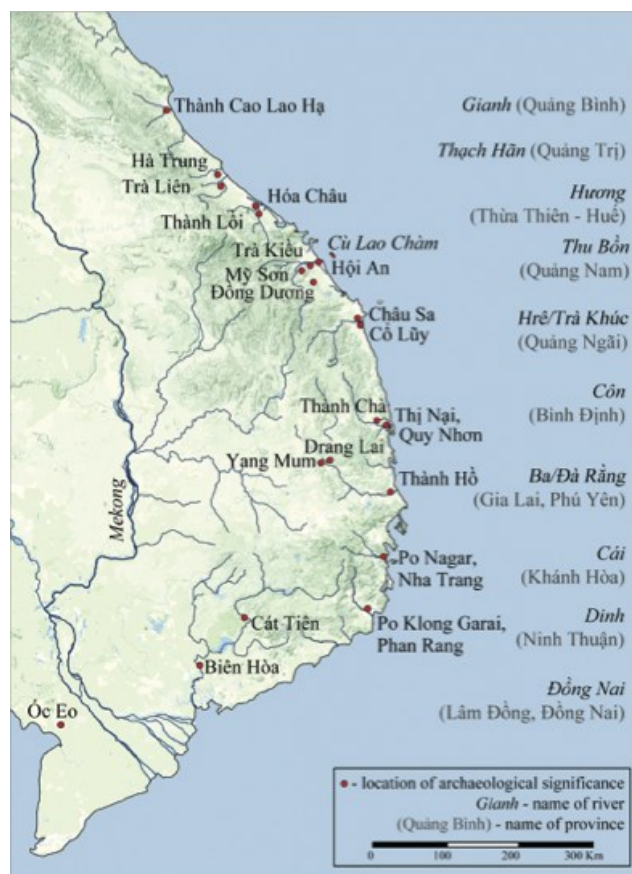 Thành Cao Lao Hạ
Gianh (Quảng Bình)
Hà Trung
Thạch Hãn (Quảng Trị)
Trà Liên
Hóa Châu
Hương
(Thừa Thiên - Huế)
Thành Lồi
Trà Kiều
Cù Lao Chàm
Thu Bồn
(Quảng Nam)
Mỹ Sơn
Hội An
Đồng Dương
Châu Sa
Cổ Lũy
Hrê/Trà Khúc
(Quảng Ngãi)
Thành Cha
Thị Nại,
Quy Nhơn
Côn
(Bình Định)
Drang Lai
Yang Mum
Thành Hồ
Ba/Đà Rằng
(Gia Lai, Phú Yên)
Mekong
Po Nagar,
Nha Trang
Cái
(Khánh Hòa)
Cát Tiên
Po Klong Garai,
Phan Rang
Dinh
(Ninh Thuận)
Biên Hòa
Đồng Nai
(Lâm Đồng, Đồng Nai)
Óc Eo
- location of archaeological significance
Gianh - name of river
(Quảng Bình) - name of province
0 100 200 300 Km